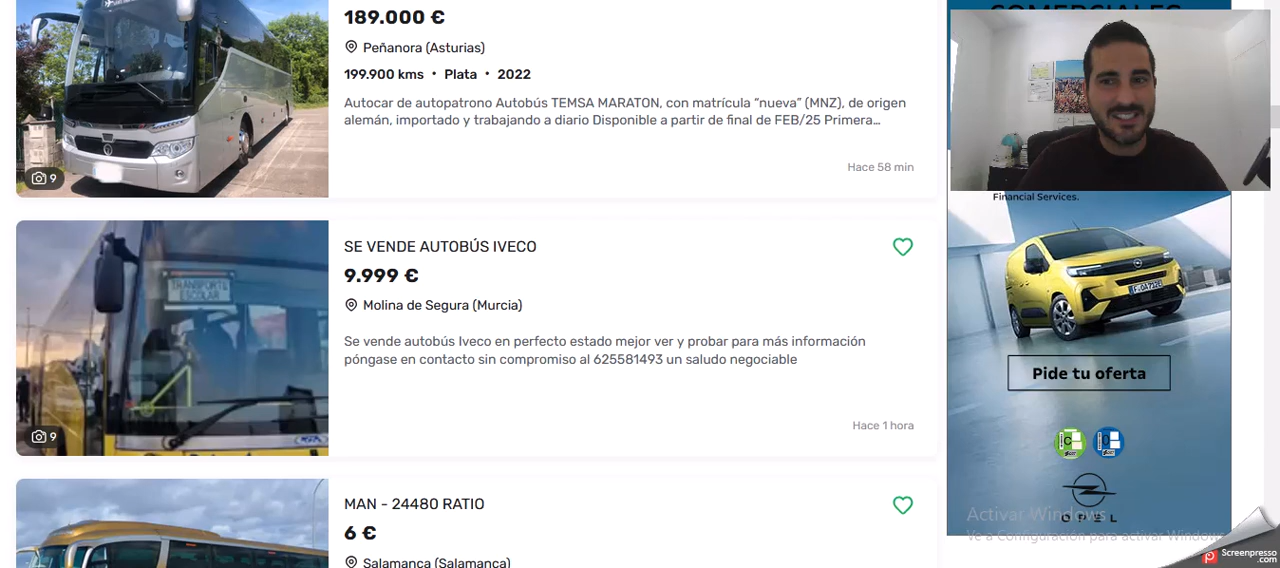 189.000 €
Peñanora (Asturias)
199.900 kms • Plata • 2022
Autocar de autopatrono Autobús TEMSA MARATON, con matrícula “nueva” (MNZ), de origen
alemán, importado y trabajando a diario Disponible a partir de final de FEB/25 Primera...
Hace 58 min
9
SE VENDE AUTOBÚS IVECO
9.999 €
Molina de Segura (Murcia)
Se vende autobús Iveco en perfecto estado mejor ver y probar para más información
póngase en contacto sin compromiso al 625581493 un saludo negociable
Hace 1 hora
TRANSPORTE
ESCOLAR
9
MAN - 24480 RATIO
6 €
Salamanca (Salamanca)
COMERCIALES
Financial Services.
Pide tu oferta
C
D
OPEL
Activar Windows
Ve a Configuración para activar Windows
Screenpresso
.com